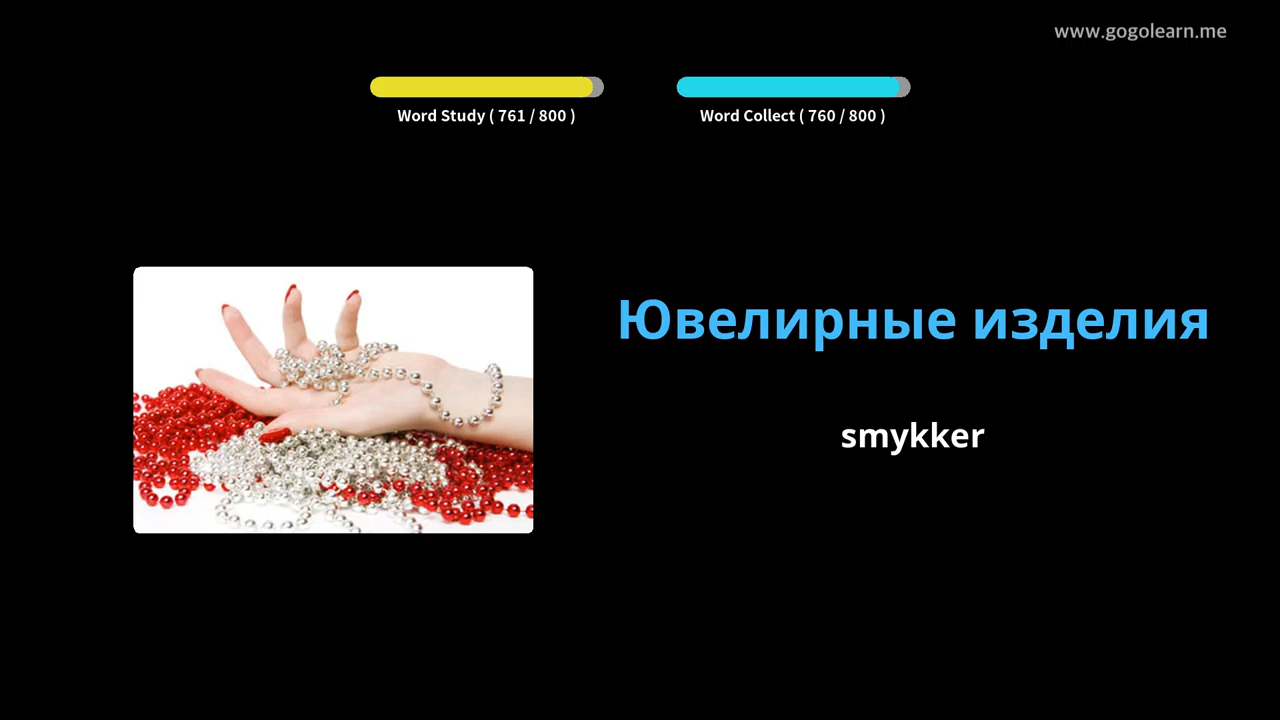 www.gogolearn.me
Word Study ( 761 / 800 )
Word Collect ( 760 / 800 )
Ювелирные изделия
smykker